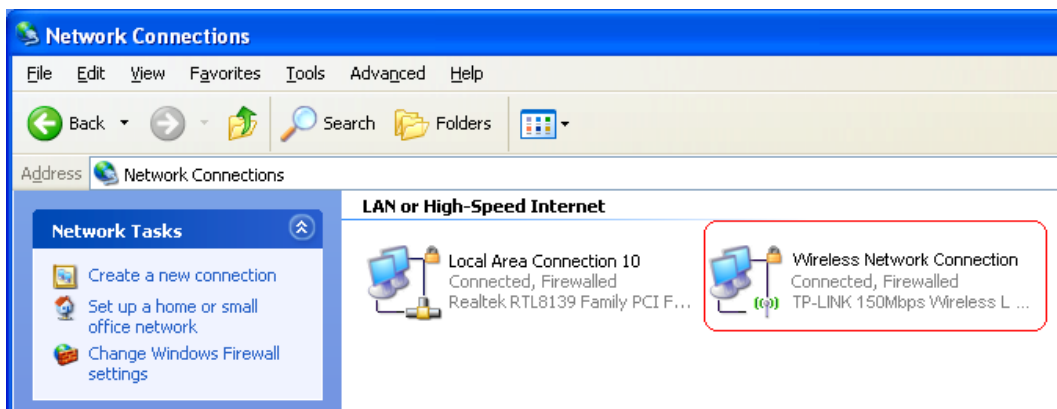 Network Connections
File Edit View Favorites Tools Advanced Help
Back Search Folders
Address Network Connections
Network Tasks
Create a new connection
Set up a home or small
office network
Change Windows Firewall
settings
LAN or High-Speed Internet
Local Area Connection 10
Connected, Firewalled
Realtek RTL8139 Family PCI F...
Wireless Network Connection
Connected, Firewalled
TP-LINK 150Mbps Wireless L ...